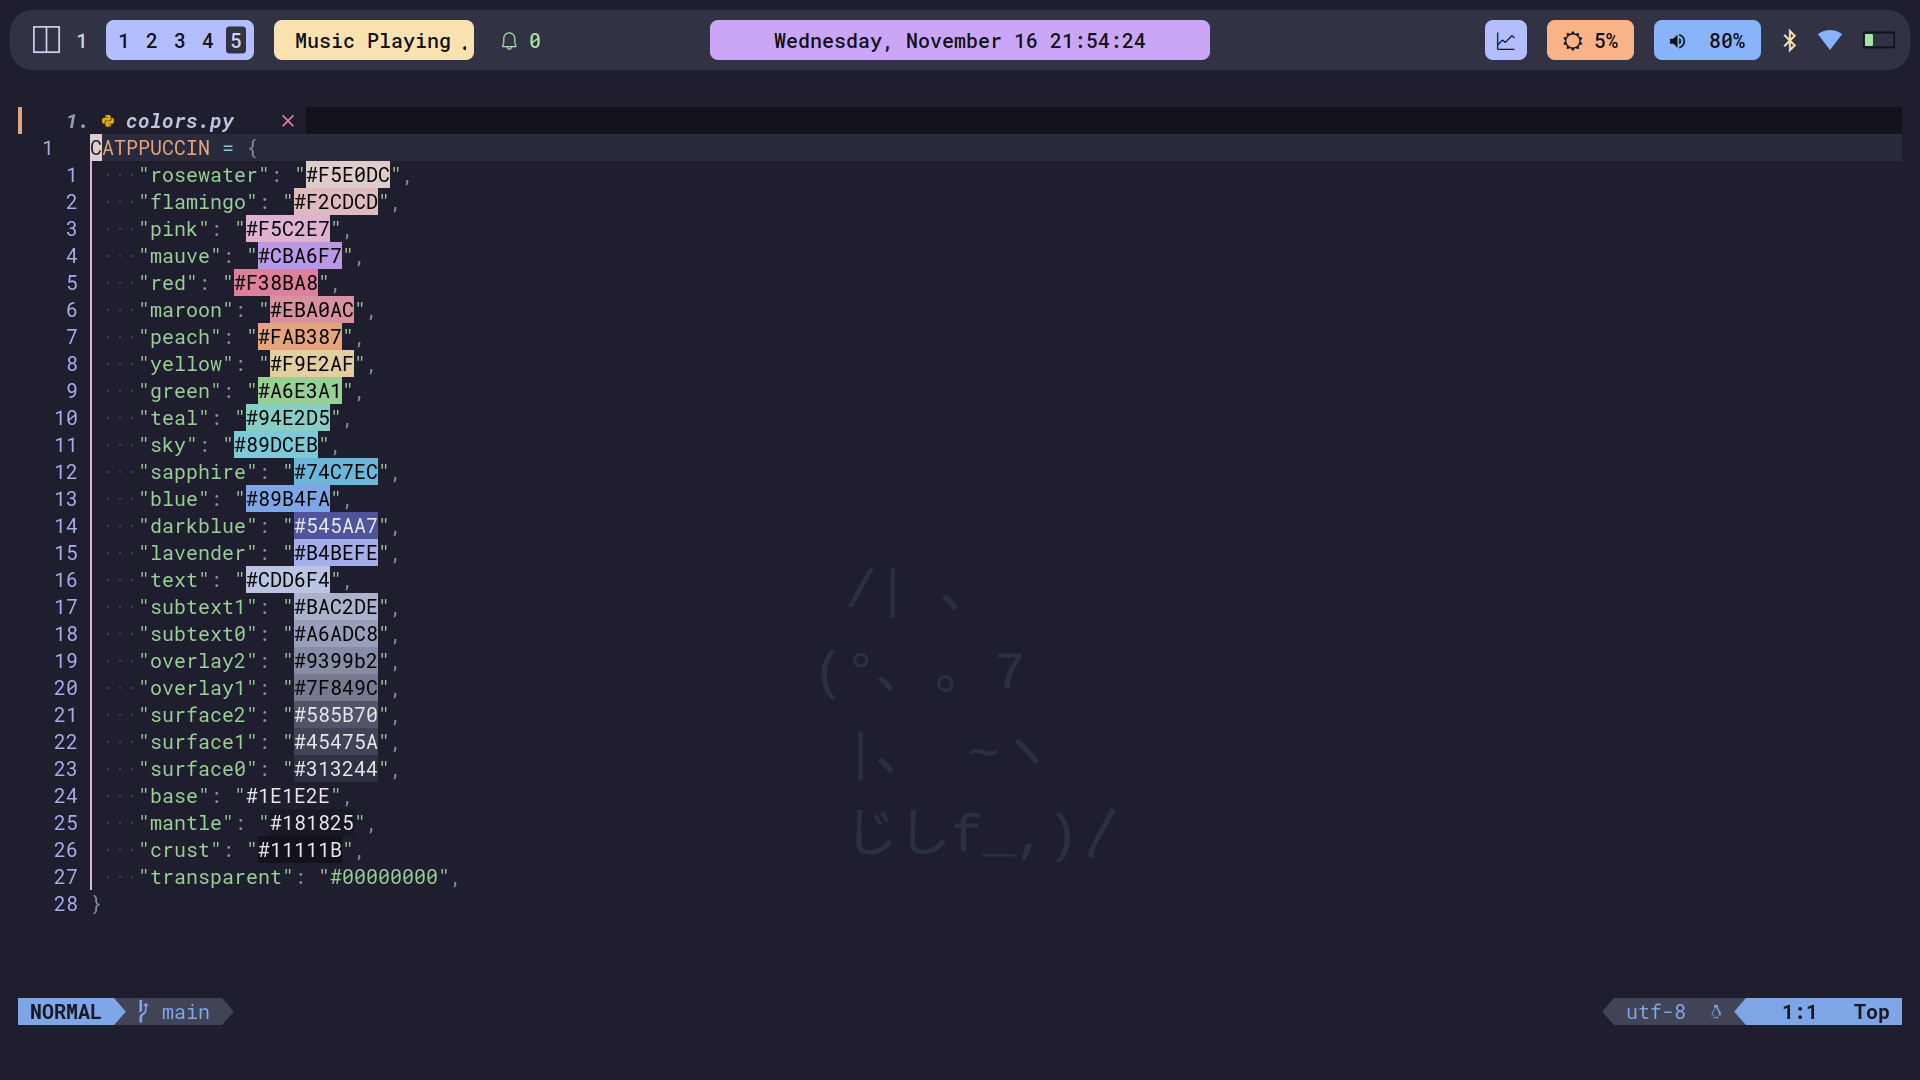 1 1 2 3 4 5 Music Playing . 0 Wednesday, November 16 21:54:24 5% 80%
1. colors.py ×
1 CATPPUCCIN = {
1 ···"rosewater": "#F5E0DC",
2 ···"flamingo": "#F2CDCD",
3 ···"pink": "#F5C2E7",
4 ···"mauve": "#CBA6F7",
5 ···"red": "#F38BA8",
6 ···"maroon": "#EBA0AC",
7 ···"peach": "#FAB387",
8 ···"yellow": "#F9E2AF",
9 ···"green": "#A6E3A1",
10 ···"teal": "#94E2D5",
11 ···"sky": "#89DCEB",
12 ···"sapphire": "#74C7EC",
13 ···"blue": "#89B4FA",
14 ···"darkblue": "#545AA7",
15 ···"lavender": "#B4BEFE",
16 ···"text": "#CDD6F4",
17 ···"subtext1": "#BAC2DE",
18 ···"subtext0": "#A6ADC8",
19 ···"overlay2": "#9399b2",
20 ···"overlay1": "#7F849C",
21 ···"surface2": "#585B70",
22 ···"surface1": "#45475A",
23 ···"surface0": "#313244",
24 ···"base": "#1E1E2E",
25 ···"mantle": "#181825",
26 ···"crust": "#11111B",
27 ···"transparent": "#00000000",
28 }
/|、
(°、。7
|、~ヽ
じしf_,)/
NORMAL main utf-8 1:1 Top